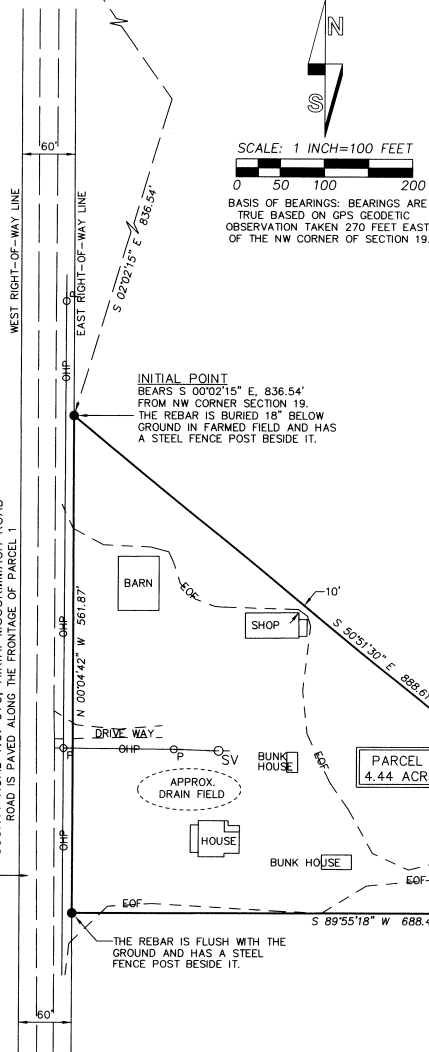 N
S
60'
SCALE: 1 INCH=100 FEET
0 50 100 200
BASIS OF BEARINGS: BEARINGS ARE
TRUE BASED ON GPS GEODETIC
OBSERVATION TAKEN 270 FEET EAST
OF THE NW CORNER OF SECTION 19.
WEST RIGHT-OF-WAY LINE
EAST RIGHT-OF-WAY LINE
S 02°02'15" E 836.54'
P
OHP
INITIAL POINT
BEARS S 00°02'15" E, 836.54'
FROM NW CORNER SECTION 19.
THE REBAR IS BURIED 18" BELOW
GROUND IN FARMED FIELD AND HAS
A STEEL FENCE POST BESIDE IT.
ROAD IS PAVED ALONG THE FRONTAGE OF PARCEL 1
BARN
EOF
10'
SHOP
S 50°51'30" E 888.61
N 00°04'42" W 561.87'
OHP
DRIVE WAY
P
OHP
P
SV
BUNK
HOUSE
EOF
PARCEL
4.44 ACR
APPROX.
DRAIN FIELD
OHP
HOUSE
BUNK HOUSE
EOF
EOF
S 89°55'18" W 688.4
THE REBAR IS FLUSH WITH THE
GROUND AND HAS A STEEL
FENCE POST BESIDE IT.
60'